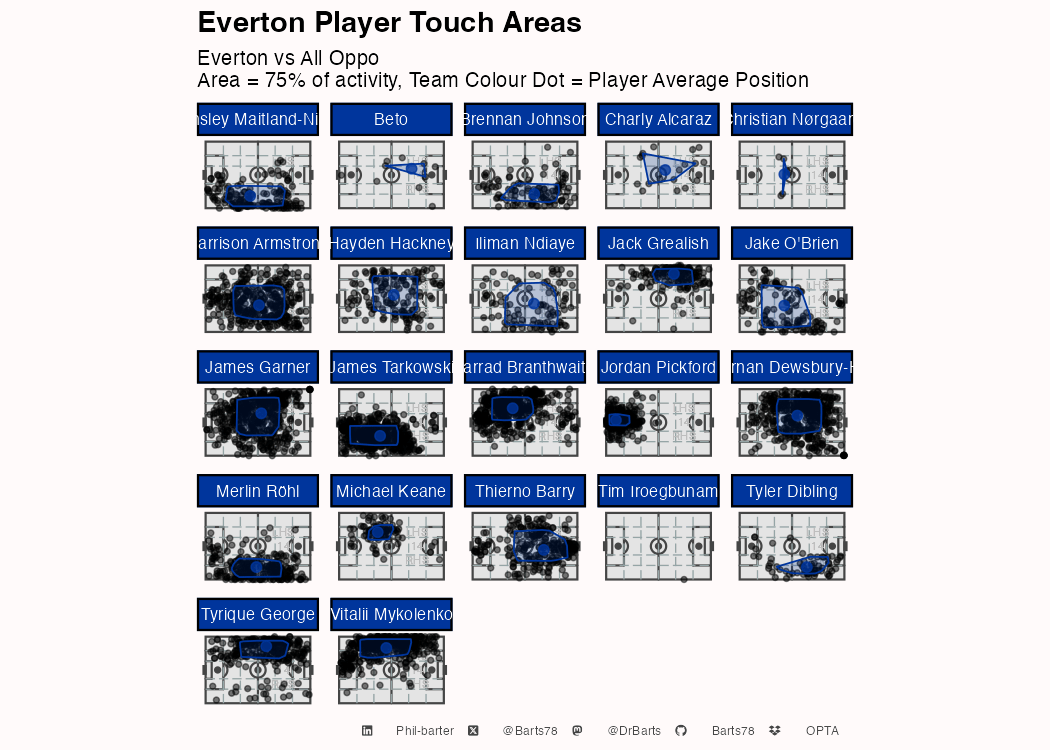 Everton Player Touch Areas
Everton vs All Oppo
Area = 75% of activity, Team Colour Dot = Player Average Position
nsley Maitland-Ni Beto Brennan Johnson Charly Alcaraz Christian Nørgaar
arrison Armstron Hayden Hackney Iliman Ndiaye Jack Grealish Jake O'Brien
James Garner James Tarkowski arrad Branthwait Jordan Pickford rnan Dewsbury-H
Merlin Röhl Michael Keane Thierno Barry Tim Iroegbunam Tyler Dibling
Tyrique George Vitalii Mykolenko
Phil-barter @Barts78 @DrBarts Barts78 OPTA